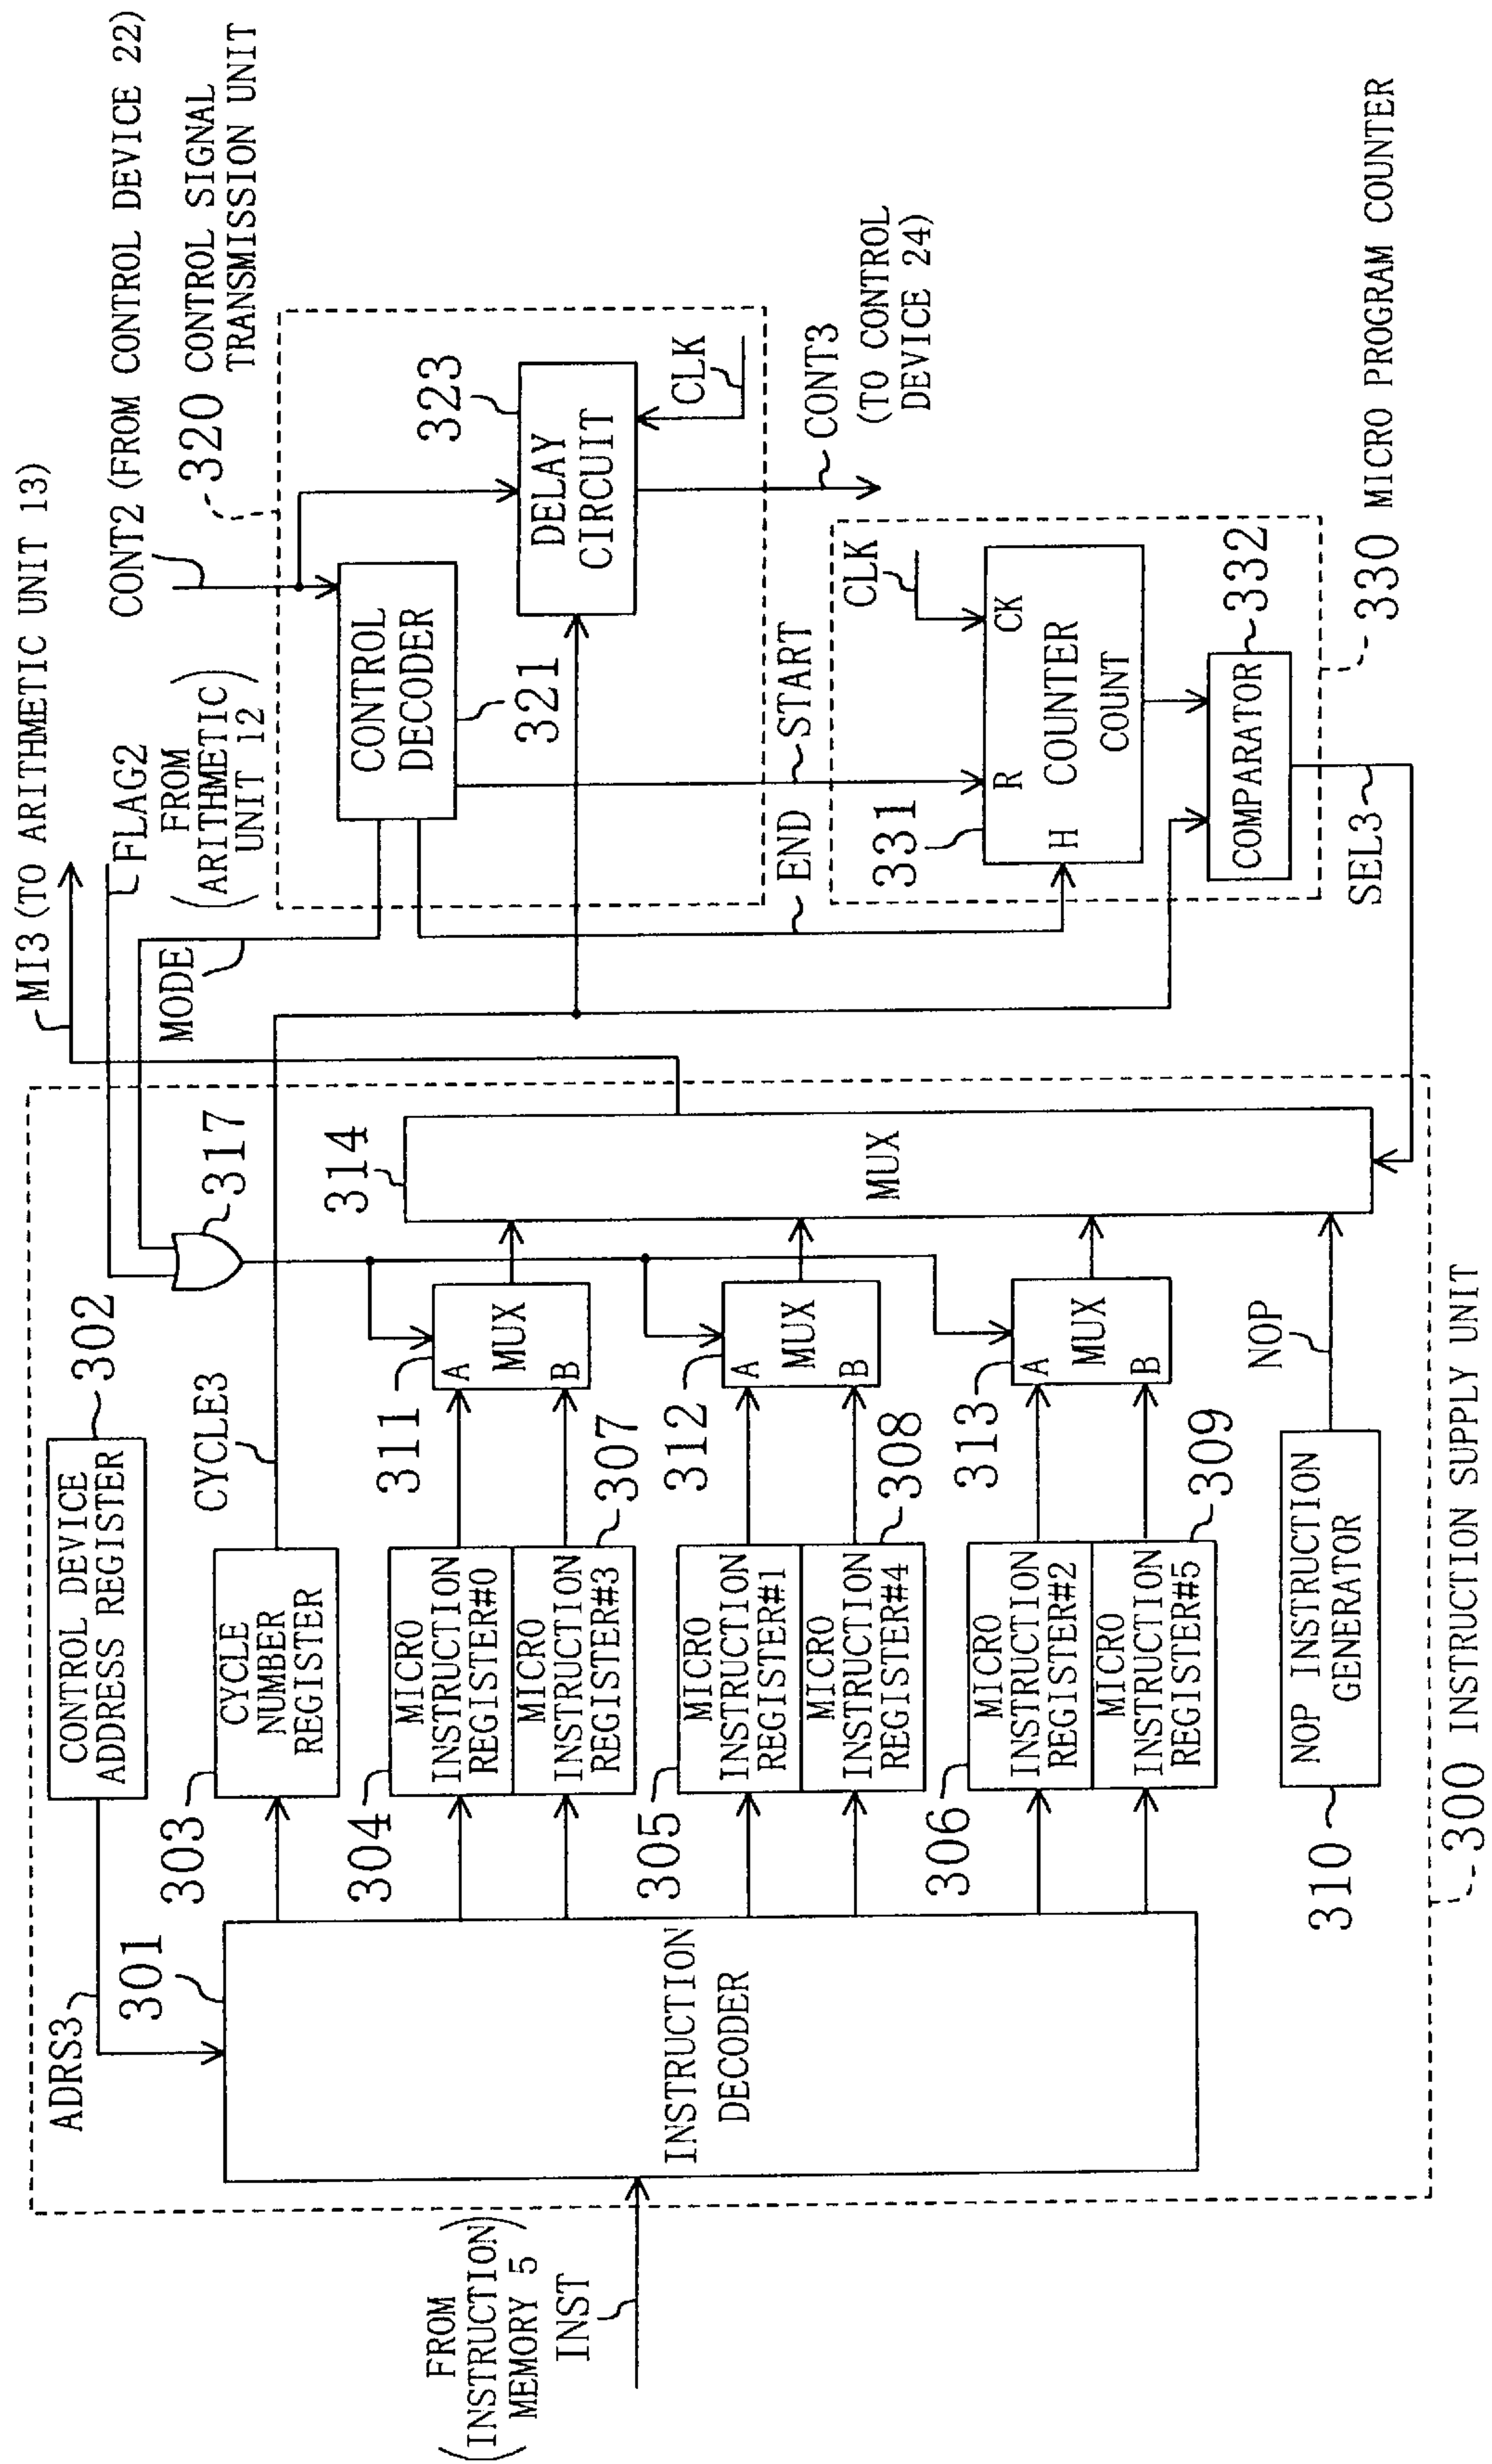 FROM
(INSTRUCTION)
MEMORY 5
INST
ADRS3
301
INSTRUCTION
DECODER
CONTROL DEVICE
ADDRESS REGISTER
302
303
CYCLE
NUMBER
REGISTER
CYCLE3
304
MICRO
INSTRUCTION
REGISTER#0
MICRO
INSTRUCTION
REGISTER#3
307
305
MICRO
INSTRUCTION
REGISTER#1
MICRO
INSTRUCTION
REGISTER#4
308
306
MICRO
INSTRUCTION
REGISTER#2
MICRO
INSTRUCTION
REGISTER#5
309
310
NOP INSTRUCTION
GENERATOR
NOP
311
A
MUX
B
312
A
MUX
B
313
A
MUX
B
317
314
MUX
300 INSTRUCTION SUPPLY UNIT
MI3(TO ARITHMETIC UNIT 13)
FLAG2
FROM
(ARITHMETIC)
UNIT 12
MODE
CONT2(FROM CONTROL DEVICE 22)
320 CONTROL SIGNAL
TRANSMISSION UNIT
CONTROL
DECODER
321
323
DELAY
CIRCUIT
CLK
CONT3
(TO CONTROL
DEVICE 24)
END
START
331
CLK
R
CK
H
COUNTER
COUNT
COMPARATOR
332
SEL3
330 MICRO PROGRAM COUNTER